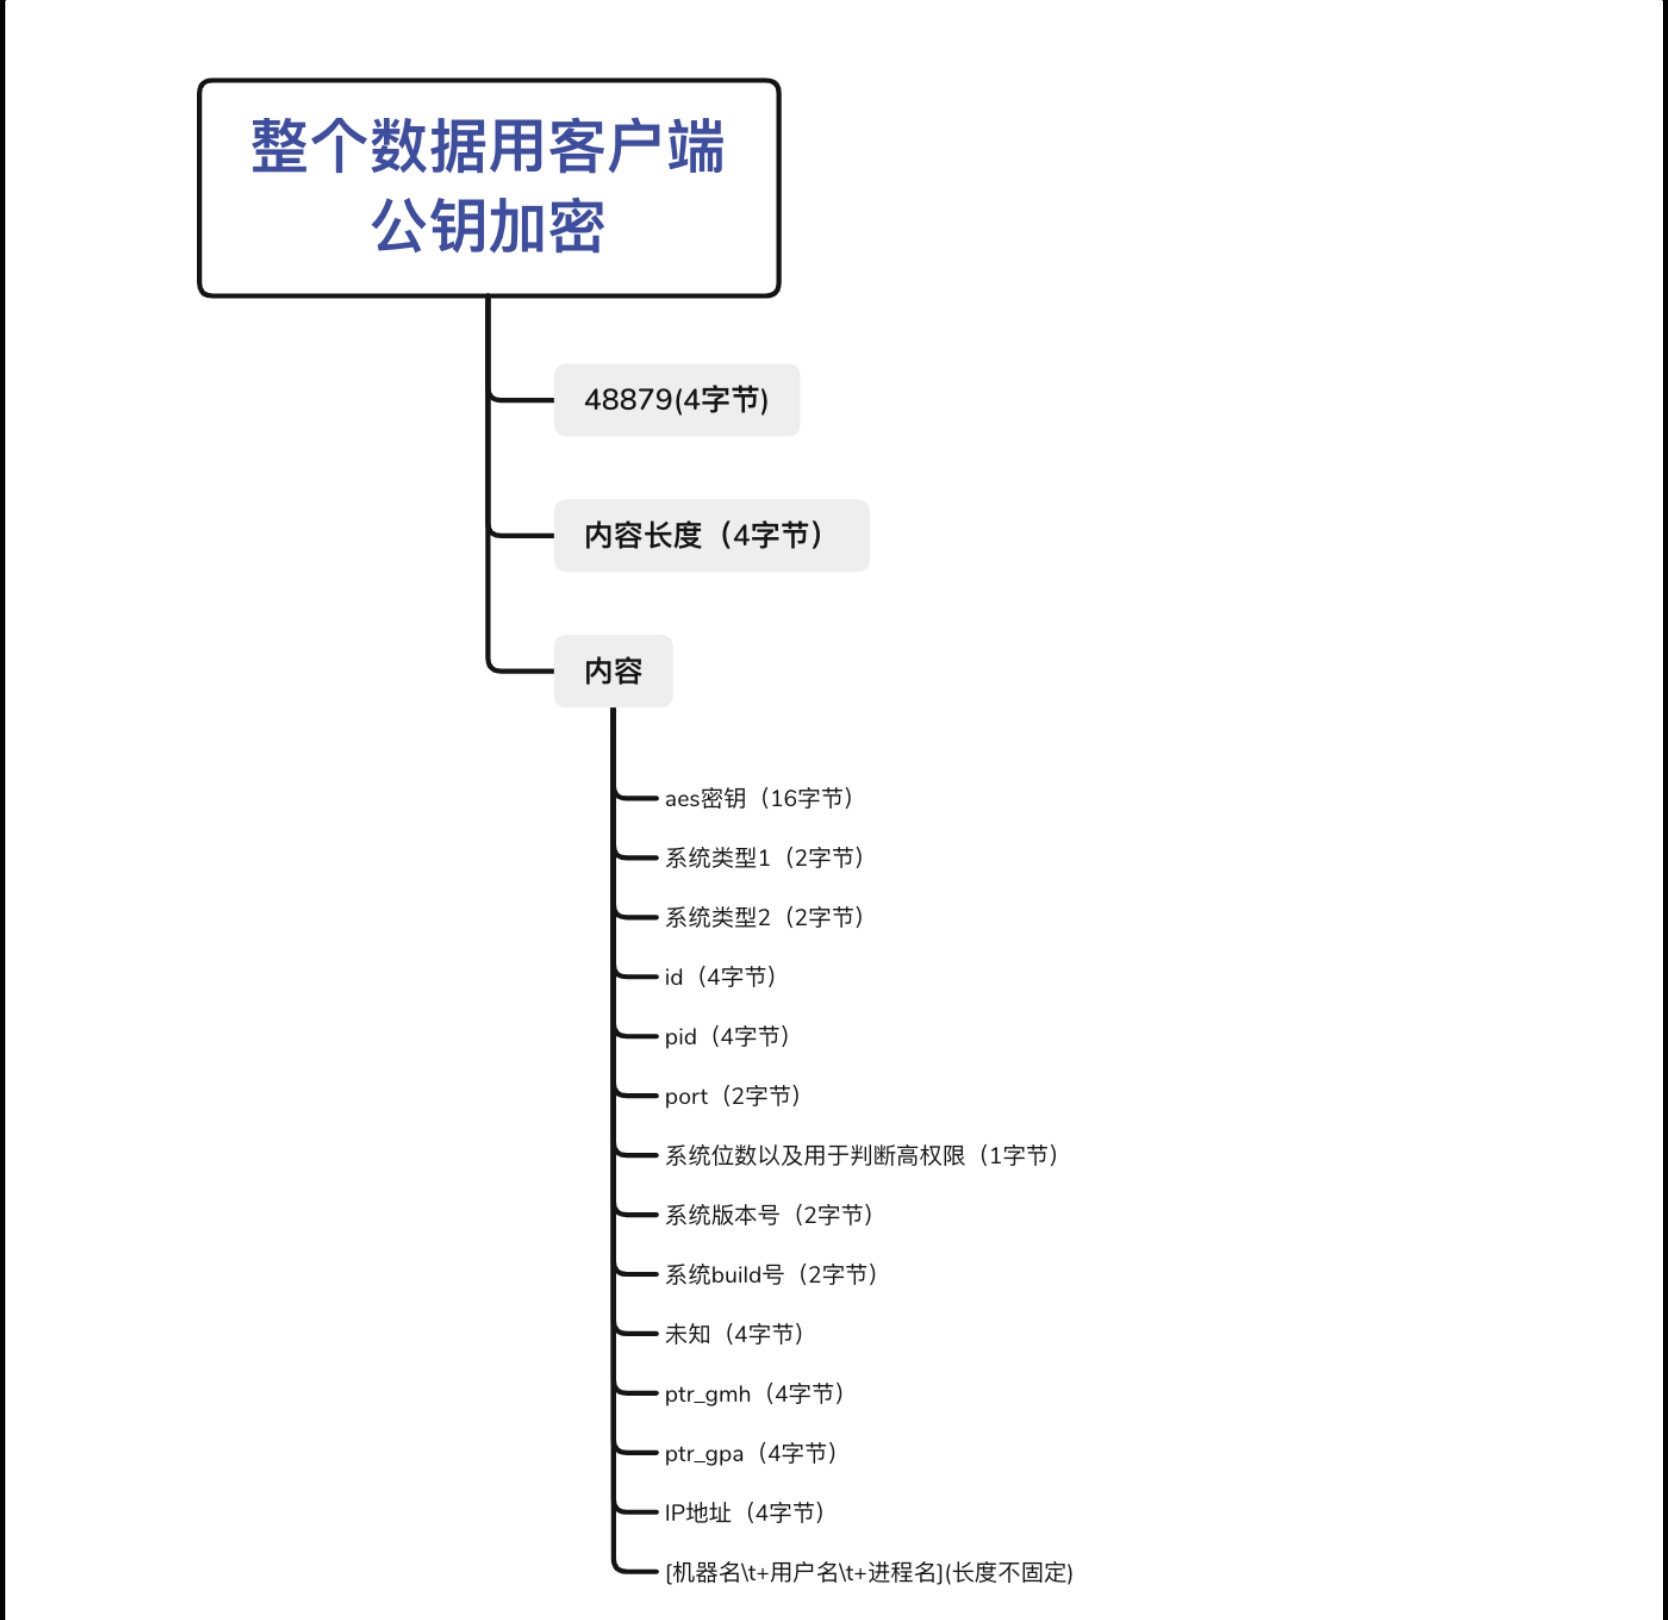 整个数据用客户端
公钥加密
48879(4字节)
内容长度（4字节）
内容
aes密钥（16字节）
系统类型1（2字节）
系统类型2（2字节）
id（4字节）
pid（4字节）
port（2字节）
系统位数以及用于判断高权限（1字节）
系统版本号（2字节）
系统build号（2字节）
未知（4字节）
ptr_gmh（4字节）
ptr_gpa（4字节）
IP地址（4字节）
[机器名\t+用户名\t+进程名](长度不固定)